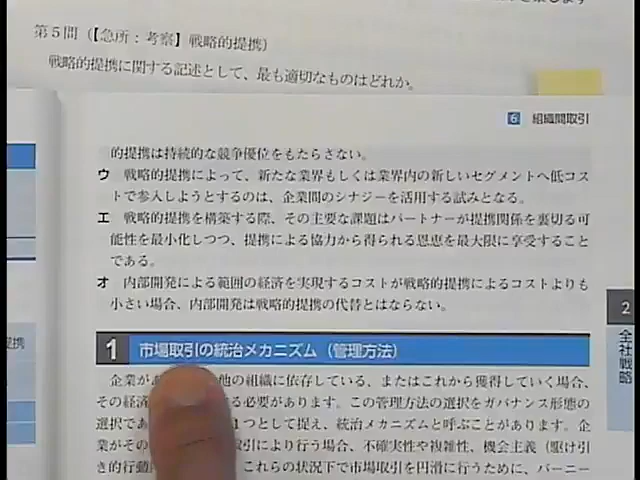 第5問（【急所：考察】戦略的提携）
戦略的提携に関する記述として、最も適切なものはどれか。
6 組織間取引
的提携は持続的な競争優位をもたらさない。
ウ 戦略的提携によって、新たな業界もしくは業界内の新しいセグメントへ低コス
トで参入しようとするのは、企業間のシナジーを活用する試みとなる。
エ 戦略的提携を構築する際、その主要な課題はパートナーが提携関係を裏切る可
能性を最小化しつつ、提携による協力から得られる恩恵を最大限に享受すること
である。
オ 内部開発による範囲の経済を実現するコストが戦略的提携によるコストよりも
小さい場合、内部開発は戦略的提携の代替とはならない。
2
全社戦略
提携
1 市場取引の統治メカニズム（管理方法）
企業が 他の組織に依存している、またはこれから獲得していく場合、
その経済 る必要があります。この管理方法の選択をガバナンス形態の
選択であ 1つとして捉え、統治メカニズムと呼ぶことがあります。企
業がその 取引により行う場合、不確実性や複雑性、機会主義（駆け引
き的行動 これらの状況下で市場取引を円滑に行うために、バーニー